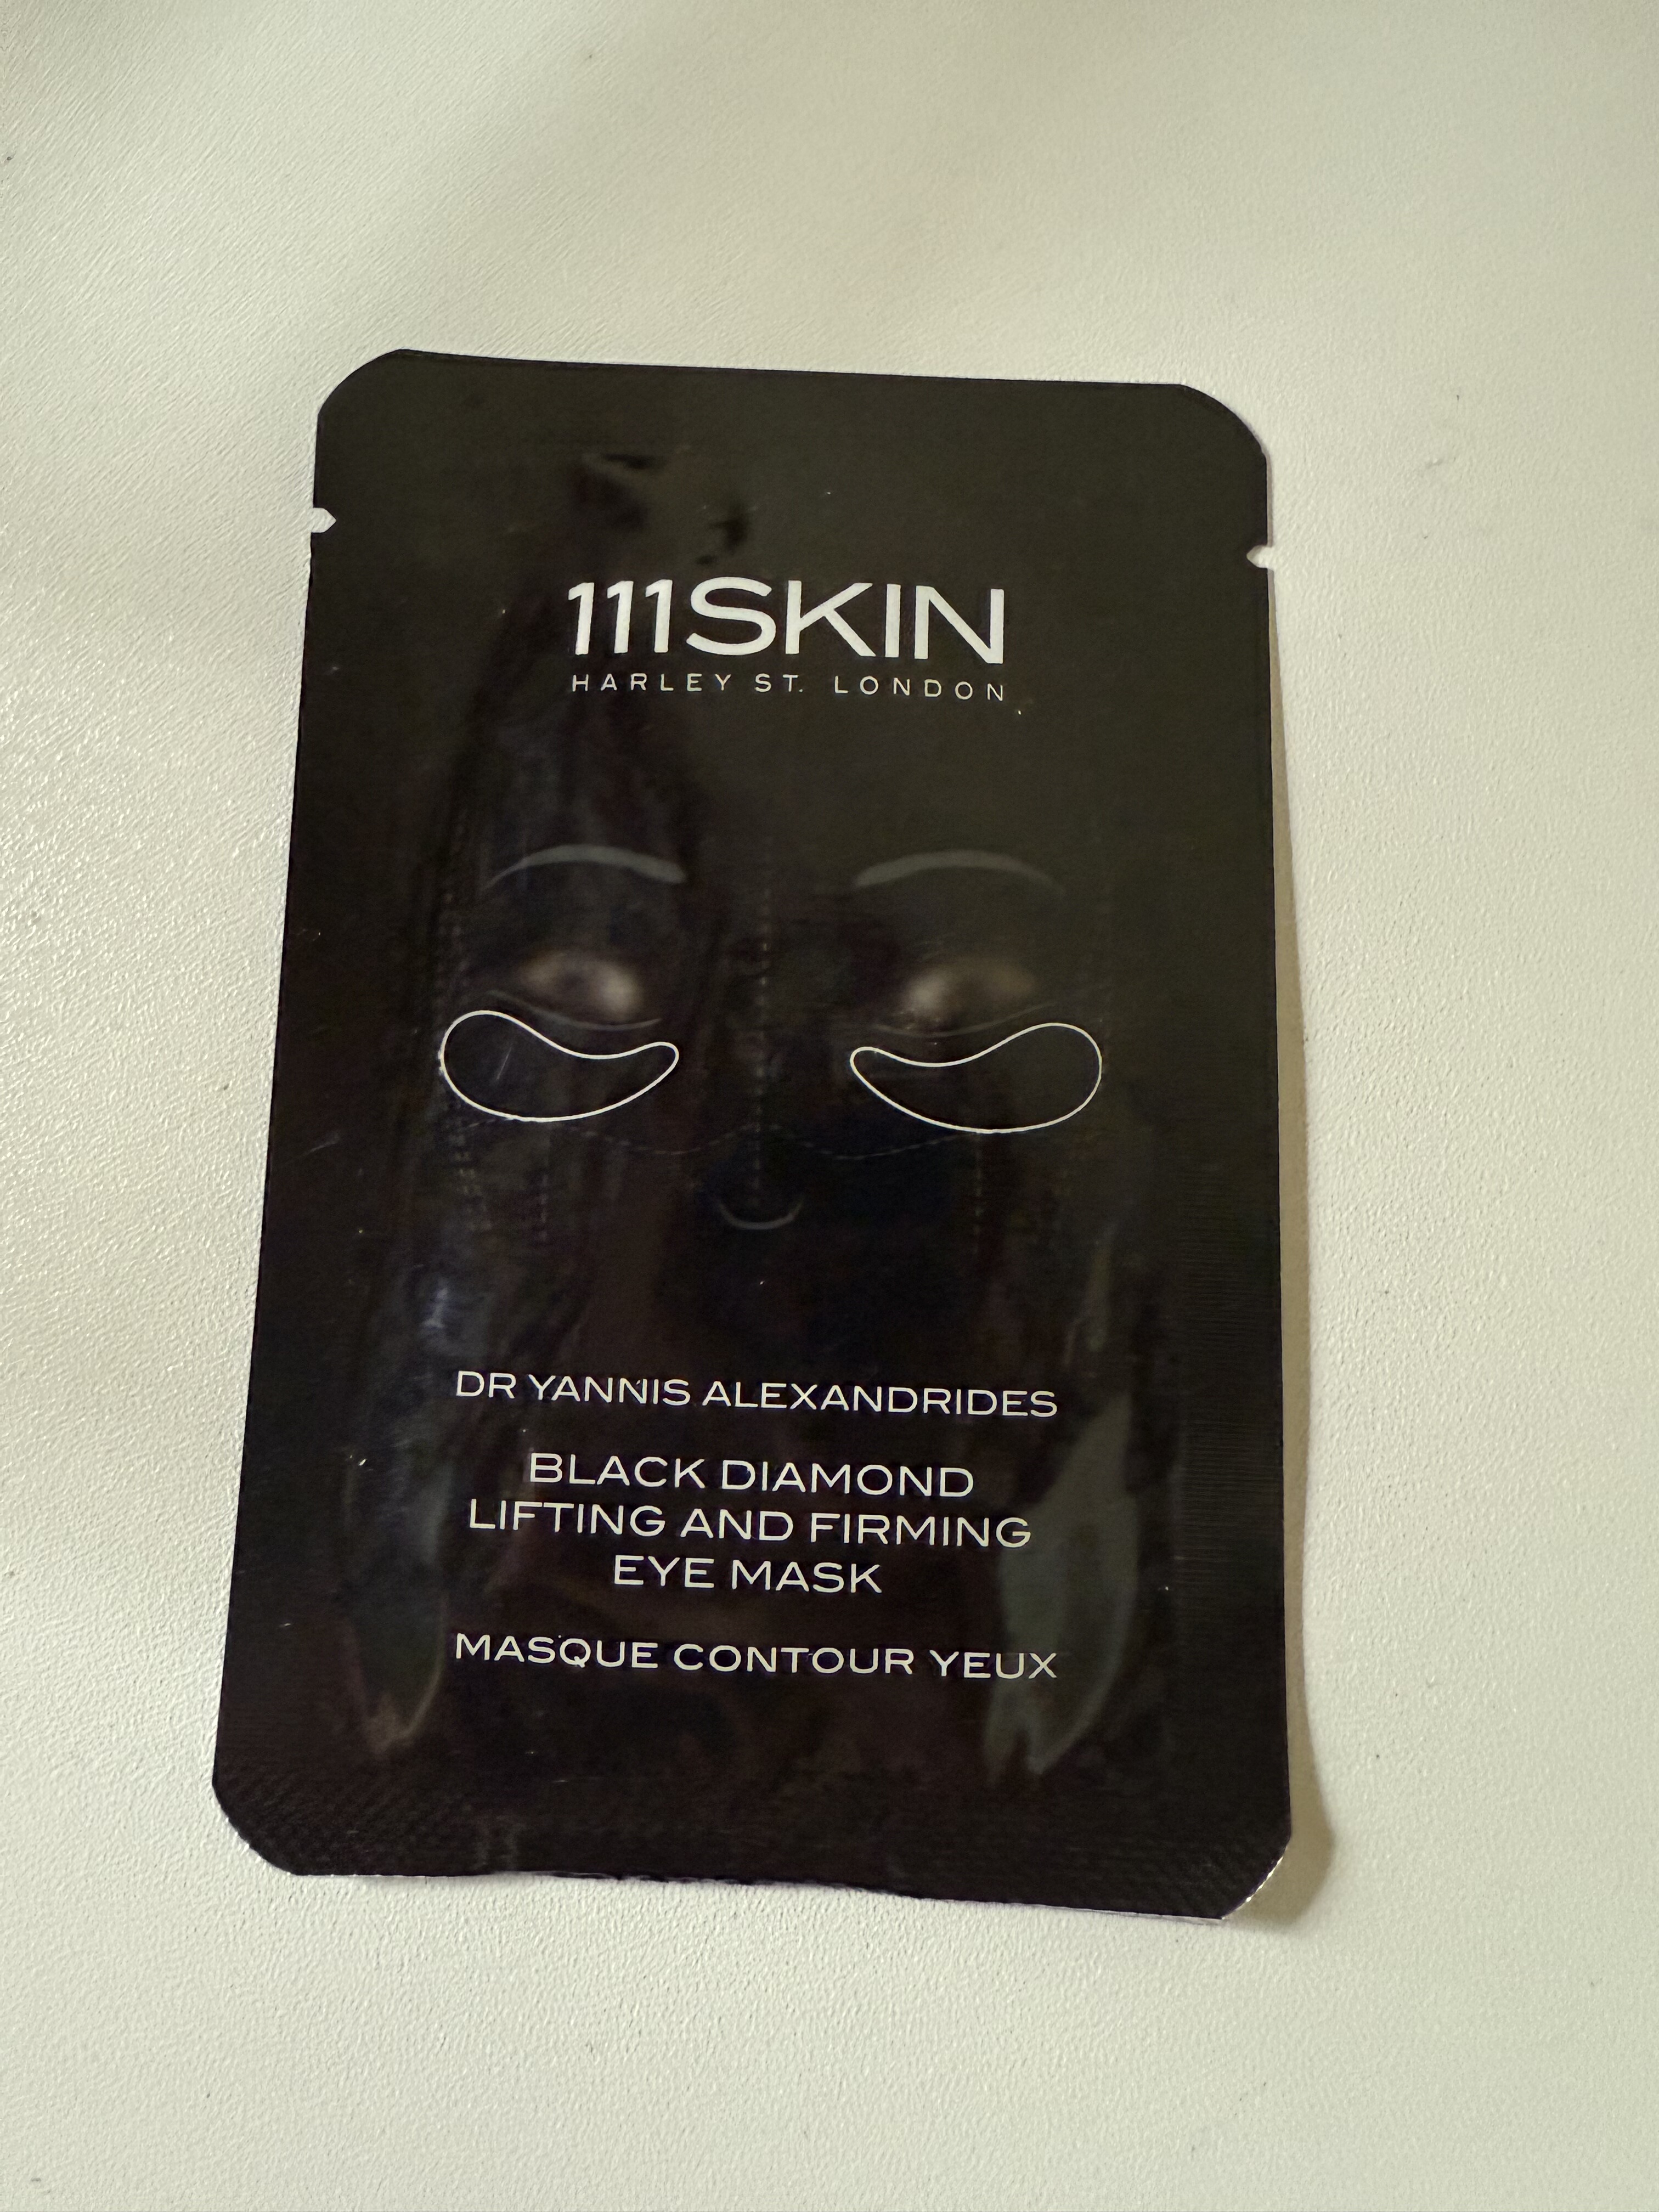 111SKIN
HARLEY ST. LONDON
DR YANNIS ALEXANDRIDES
BLACK DIAMOND
LIFTING AND FIRMING
EYE MASK
MASQUE CONTOUR YEUX